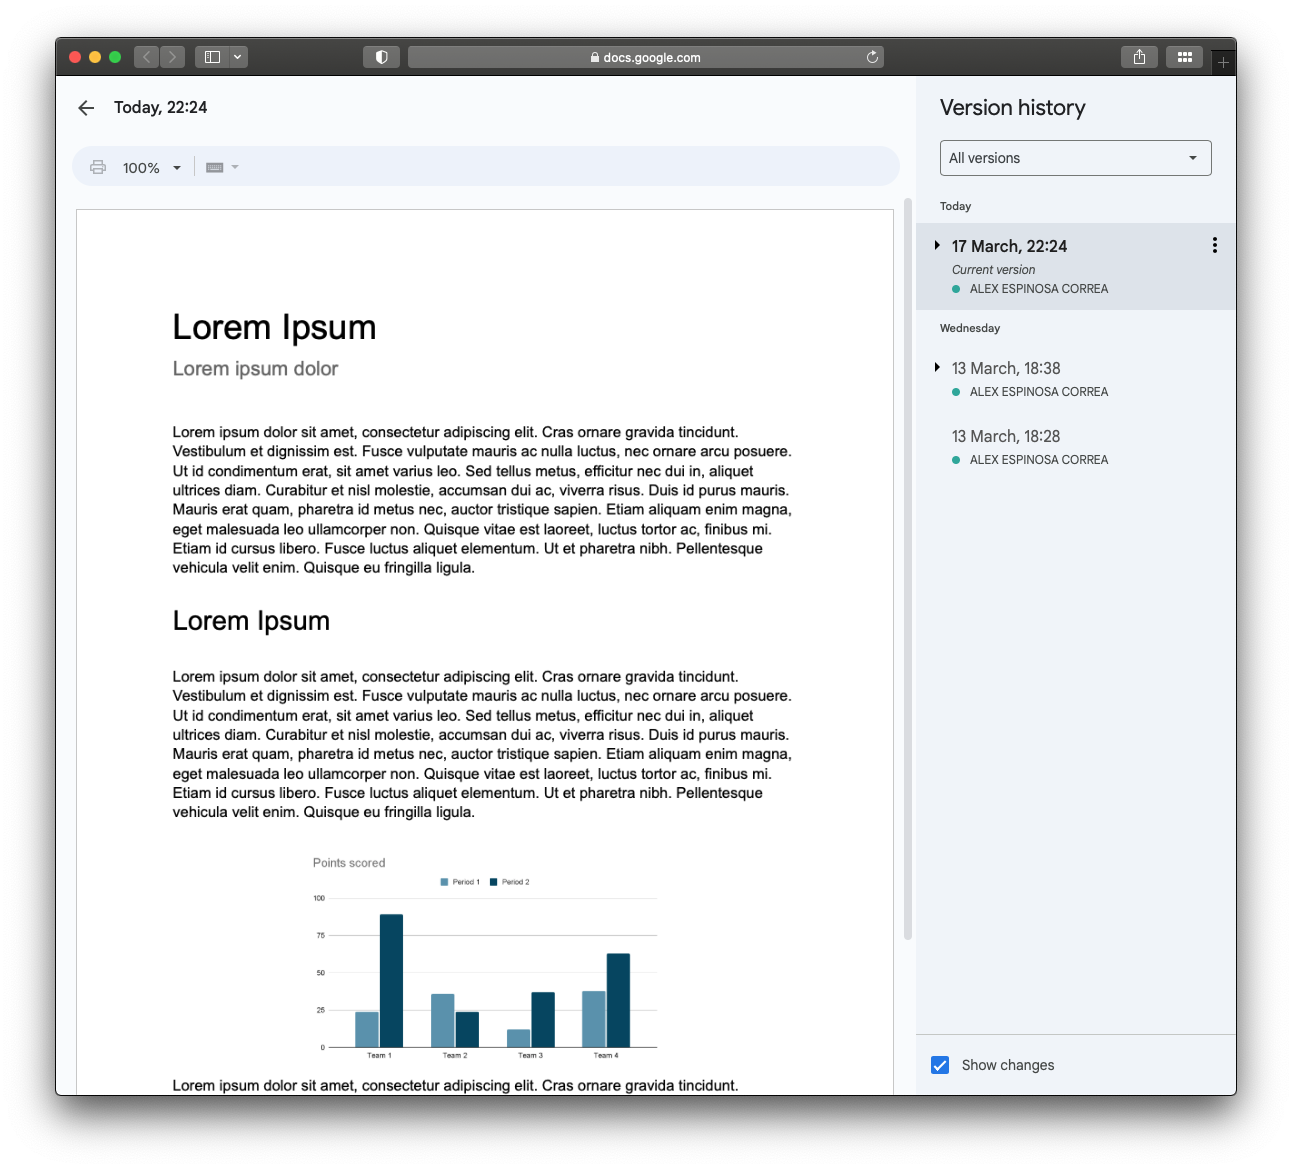 docs.google.com
Today, 22:24
100%
Lorem Ipsum
Lorem ipsum dolor
Lorem ipsum dolor sit amet, consectetur adipiscing elit. Cras ornare gravida tincidunt.
Vestibulum et dignissim est. Fusce vulputate mauris ac nulla luctus, nec ornare arcu posuere.
Ut id condimentum erat, sit amet varius leo. Sed tellus metus, efficitur nec dui in, aliquet
ultrices diam. Curabitur et nisl molestie, accumsan dui ac, viverra risus. Duis id purus mauris.
Mauris erat quam, pharetra id metus nec, auctor tristique sapien. Etiam aliquam enim magna,
eget malesuada leo ullamcorper non. Quisque vitae est laoreet, luctus tortor ac, finibus mi.
Etiam id cursus libero. Fusce luctus aliquet elementum. Ut et pharetra nibh. Pellentesque
vehicula velit enim. Quisque eu fringilla ligula.
Lorem Ipsum
Lorem ipsum dolor sit amet, consectetur adipiscing elit. Cras ornare gravida tincidunt.
Vestibulum et dignissim est. Fusce vulputate mauris ac nulla luctus, nec ornare arcu posuere.
Ut id condimentum erat, sit amet varius leo. Sed tellus metus, efficitur nec dui in, aliquet
ultrices diam. Curabitur et nisl molestie, accumsan dui ac, viverra risus. Duis id purus mauris.
Mauris erat quam, pharetra id metus nec, auctor tristique sapien. Etiam aliquam enim magna,
eget malesuada leo ullamcorper non. Quisque vitae est laoreet, luctus tortor ac, finibus mi.
Etiam id cursus libero. Fusce luctus aliquet elementum. Ut et pharetra nibh. Pellentesque
vehicula velit enim. Quisque eu fringilla ligula.
Points scored
Period 1 Period 2
100
75
50
25
0
Team 1 Team 2 Team 3 Team 4
Lorem ipsum dolor sit amet, consectetur adipiscing elit. Cras ornare gravida tincidunt.
Version history
All versions
Today
17 March, 22:24
Current version
ALEX ESPINOSA CORREA
Wednesday
13 March, 18:38
ALEX ESPINOSA CORREA
13 March, 18:28
ALEX ESPINOSA CORREA
Show changes